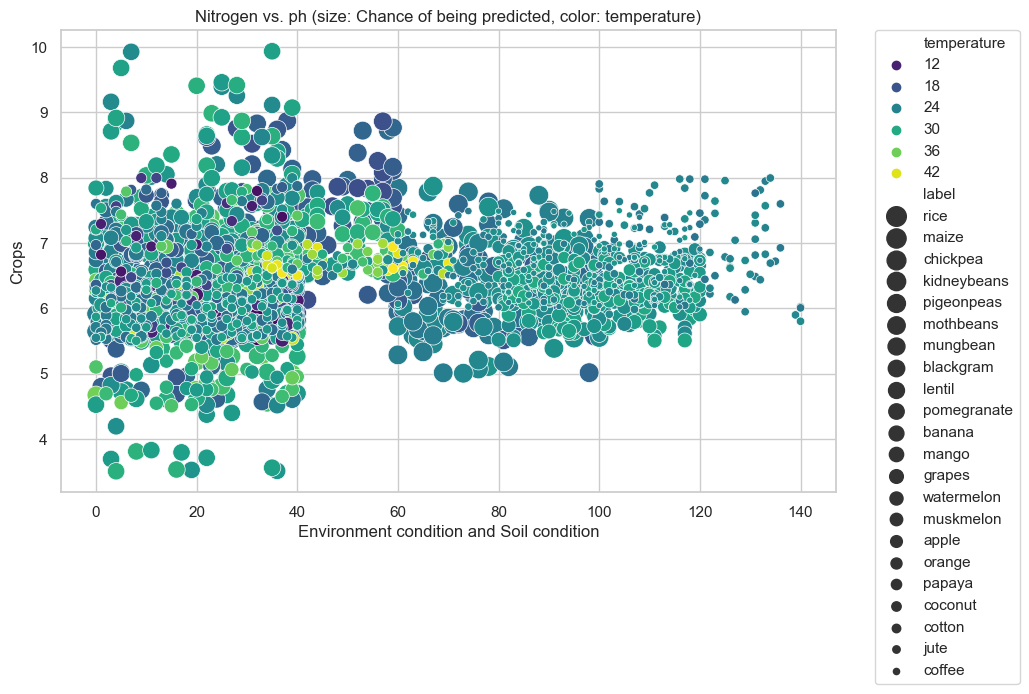 Nitrogen vs. ph (size: Chance of being predicted, color: temperature)
10
9
8
7
6
5
4
Crops
0 20 40 60 80 100 120 140
Environment condition and Soil condition
temperature
12
18
24
30
36
42
label
rice
maize
chickpea
kidneybeans
pigeonpeas
mothbeans
mungbean
blackgram
lentil
pomegranate
banana
mango
grapes
watermelon
muskmelon
apple
orange
papaya
coconut
cotton
jute
coffee